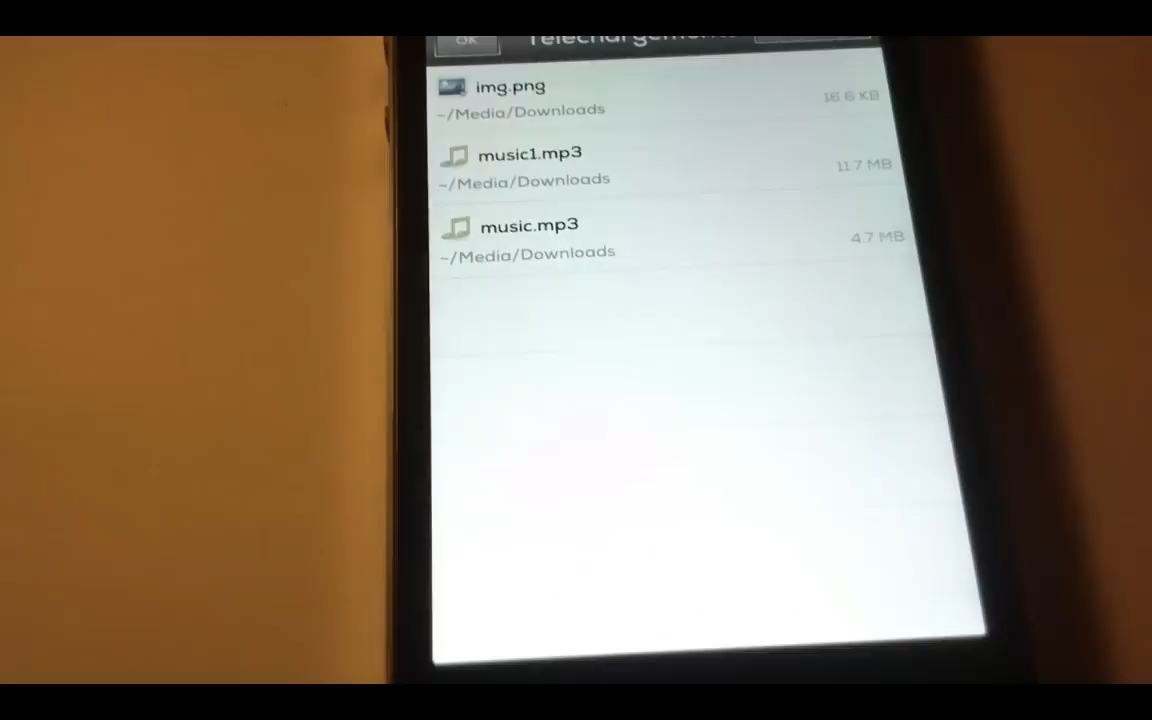 OK
Téléchargements
img.png
16.6 KB
~/Media/Downloads
music1.mp3
11.7 MB
~/Media/Downloads
music.mp3
4.7 MB
~/Media/Downloads